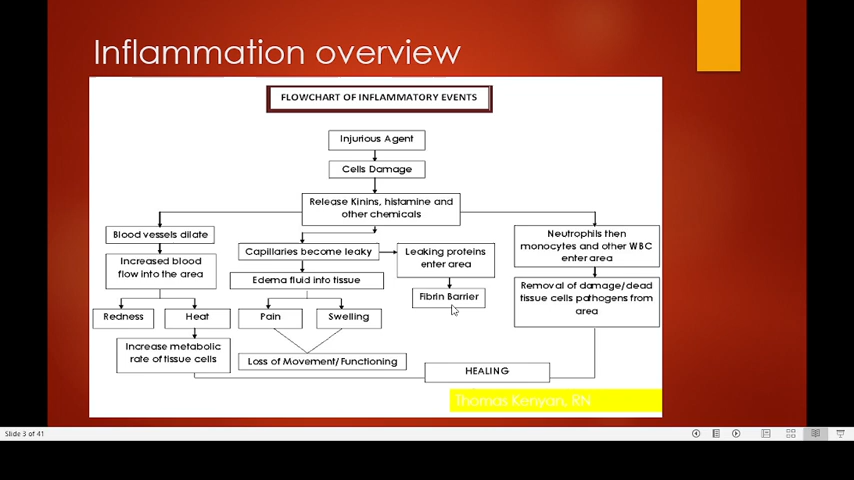 Inflammation overview
FLOWCHART OF INFLAMMATORY EVENTS
Injurious Agent
Cells Damage
Release Kinins, histamine and
other chemicals
Blood vessels dilate
Increased blood
flow into the area
Redness
Heat
Increase metabolic
rate of tissue cells
Capillaries become leaky
Edema fluid into tissue
Pain
Swelling
Loss of Movement/ Functioning
Leaking proteins
enter area
Fibrin Barrier
Neutrophils then
monocytes and other WBC
enter area
Removal of damage/dead
tissue cells pathogens from
area
HEALING
Thomas Kenyan, RN
Slide 3 of 41